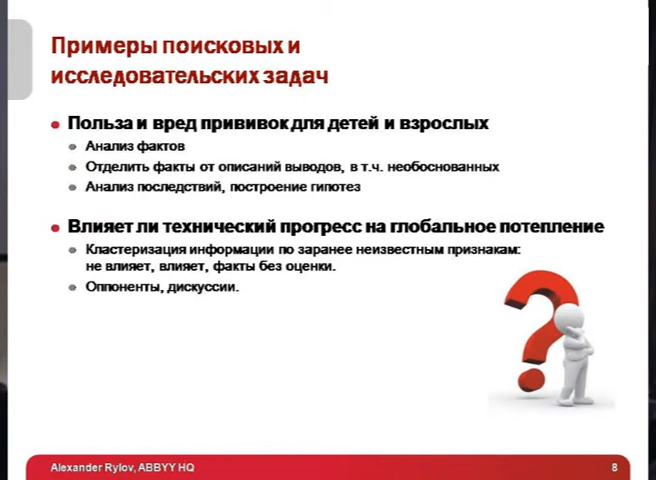 Примеры поисковых и
исследовательских задач
Польза и вред прививок для детей и взрослых
Анализ фактов
Отделить факты от описаний выводов, в т.ч. необоснованных
Анализ последствий, построение гипотез
Влияет ли технический прогресс на глобальное потепление
Кластеризация информации по заранее неизвестным признакам:
не влияет, влияет, факты без оценки.
Оппоненты, дискуссии.
Alexander Rylov, ABBYY HQ
8